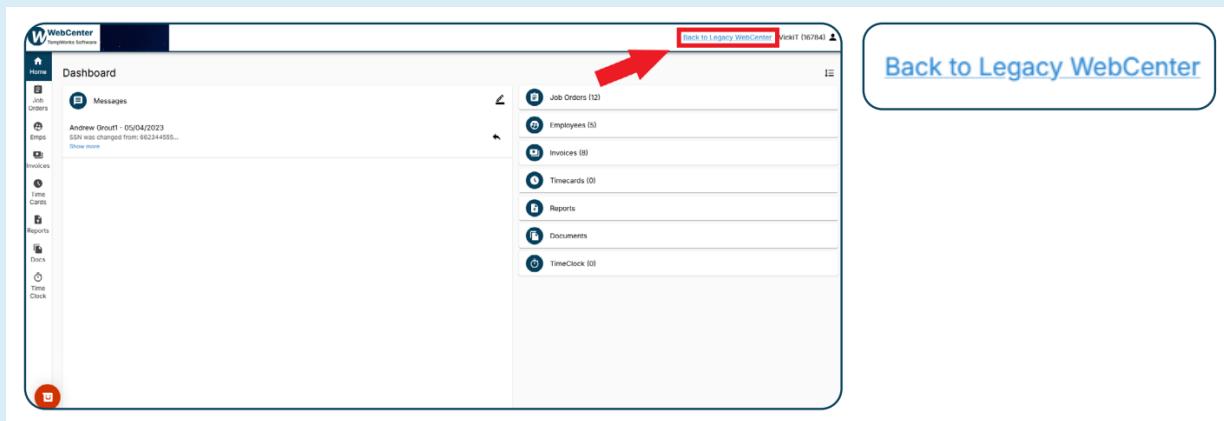 WebCenter
TempWorks Software
Back to Legacy WebCenter
VickiT (16784)
Home
Job Orders
Emps
Invoices
Time Cards
Reports
Docs
Time Clock
Dashboard
Messages
Andrew Grout1 - 05/04/2023
SSN was changed from: 662344555...
Show more
Job Orders (12)
Employees (5)
Invoices (8)
Timecards (0)
Reports
Documents
TimeClock (0)
Back to Legacy WebCenter